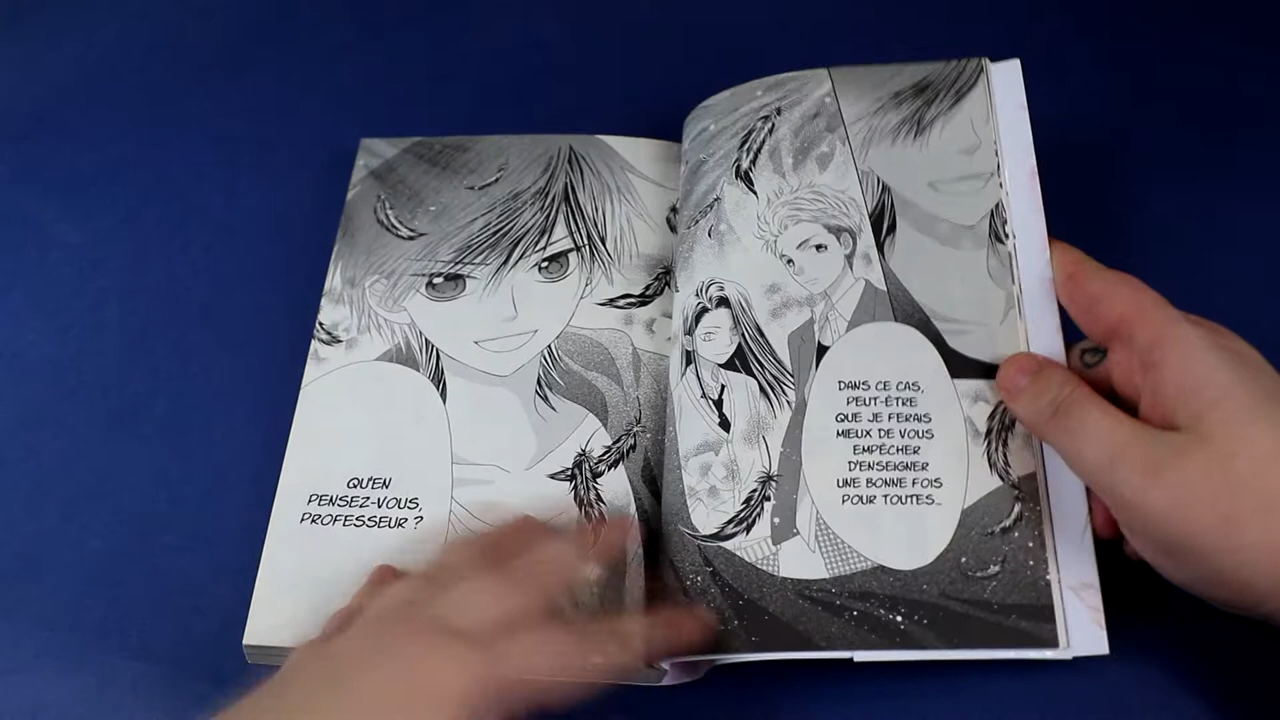 DANS CE CAS,
PEUT-ÊTRE
QUE JE FERAIS
MIEUX DE VOUS
EMPÊCHER
D'ENSEIGNER
UNE BONNE FOIS
POUR TOUTES...
QU'EN
PENSEZ-VOUS,
PROFESSEUR ?